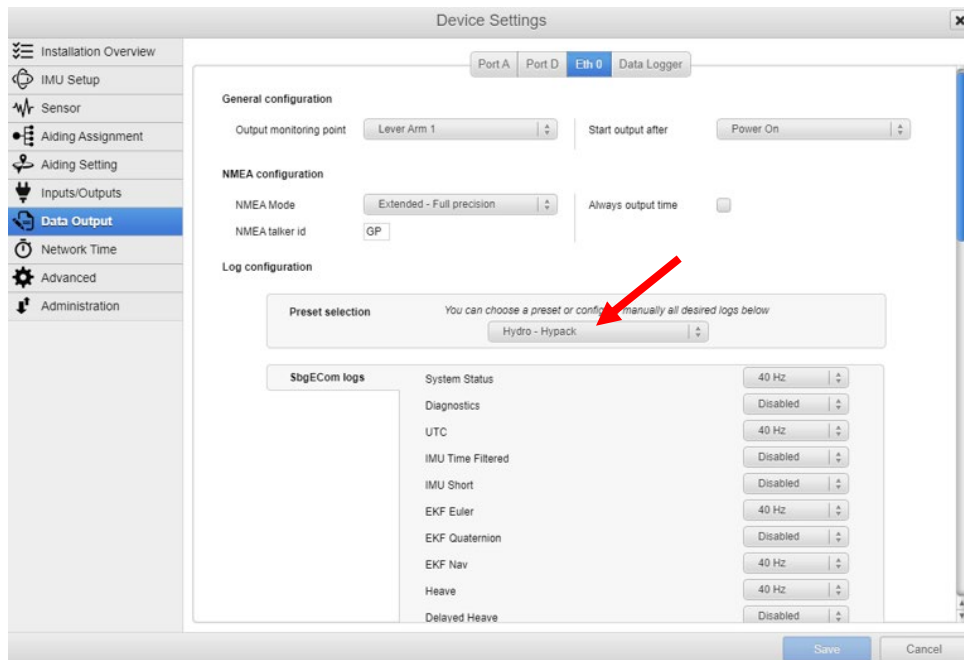 Device Settings
Installation Overview
IMU Setup
Sensor
Aiding Assignment
Aiding Setting
Inputs/Outputs
Data Output
Network Time
Advanced
Administration
Port A Port D Eth 0 Data Logger
General configuration
Output monitoring point Lever Arm 1 Start output after Power On
NMEA configuration
NMEA Mode Extended - Full precision Always output time
NMEA talker id GP
Log configuration
Preset selection You can choose a preset or manually all desired logs below
Hydro - Hypack
SbgECom logs System Status 40 Hz
Diagnostics Disabled
UTC 40 Hz
IMU Time Filtered Disabled
IMU Short Disabled
EKF Euler 40 Hz
EKF Quaternion Disabled
EKF Nav 40 Hz
Heave 40 Hz
Delayed Heave Disabled
Save Cancel